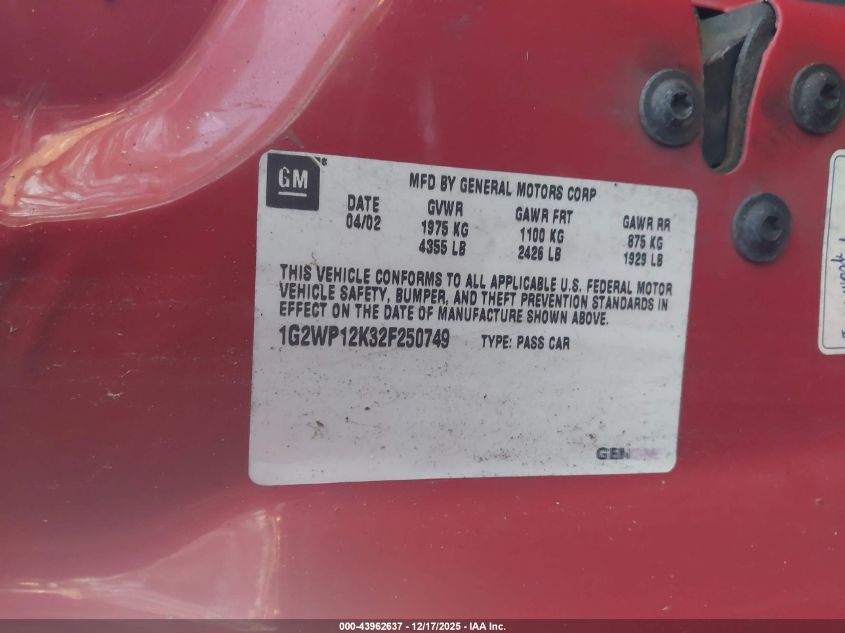 GM
MFD BY GENERAL MOTORS CORP
DATE GVWR GAWR FRT GAWR RR
04/02 1975 KG 1100 KG 875 KG
4355 LB 2426 LB 1929 LB
THIS VEHICLE CONFORMS TO ALL APPLICABLE U.S. FEDERAL MOTOR
VEHICLE SAFETY, BUMPER, AND THEFT PREVENTION STANDARDS IN
EFFECT ON THE DATE OF MANUFACTURE SHOWN ABOVE.
1G2WP12K32F250749 TYPE: PASS CAR
000-43962637 - 12/17/2025 - IAA Inc.